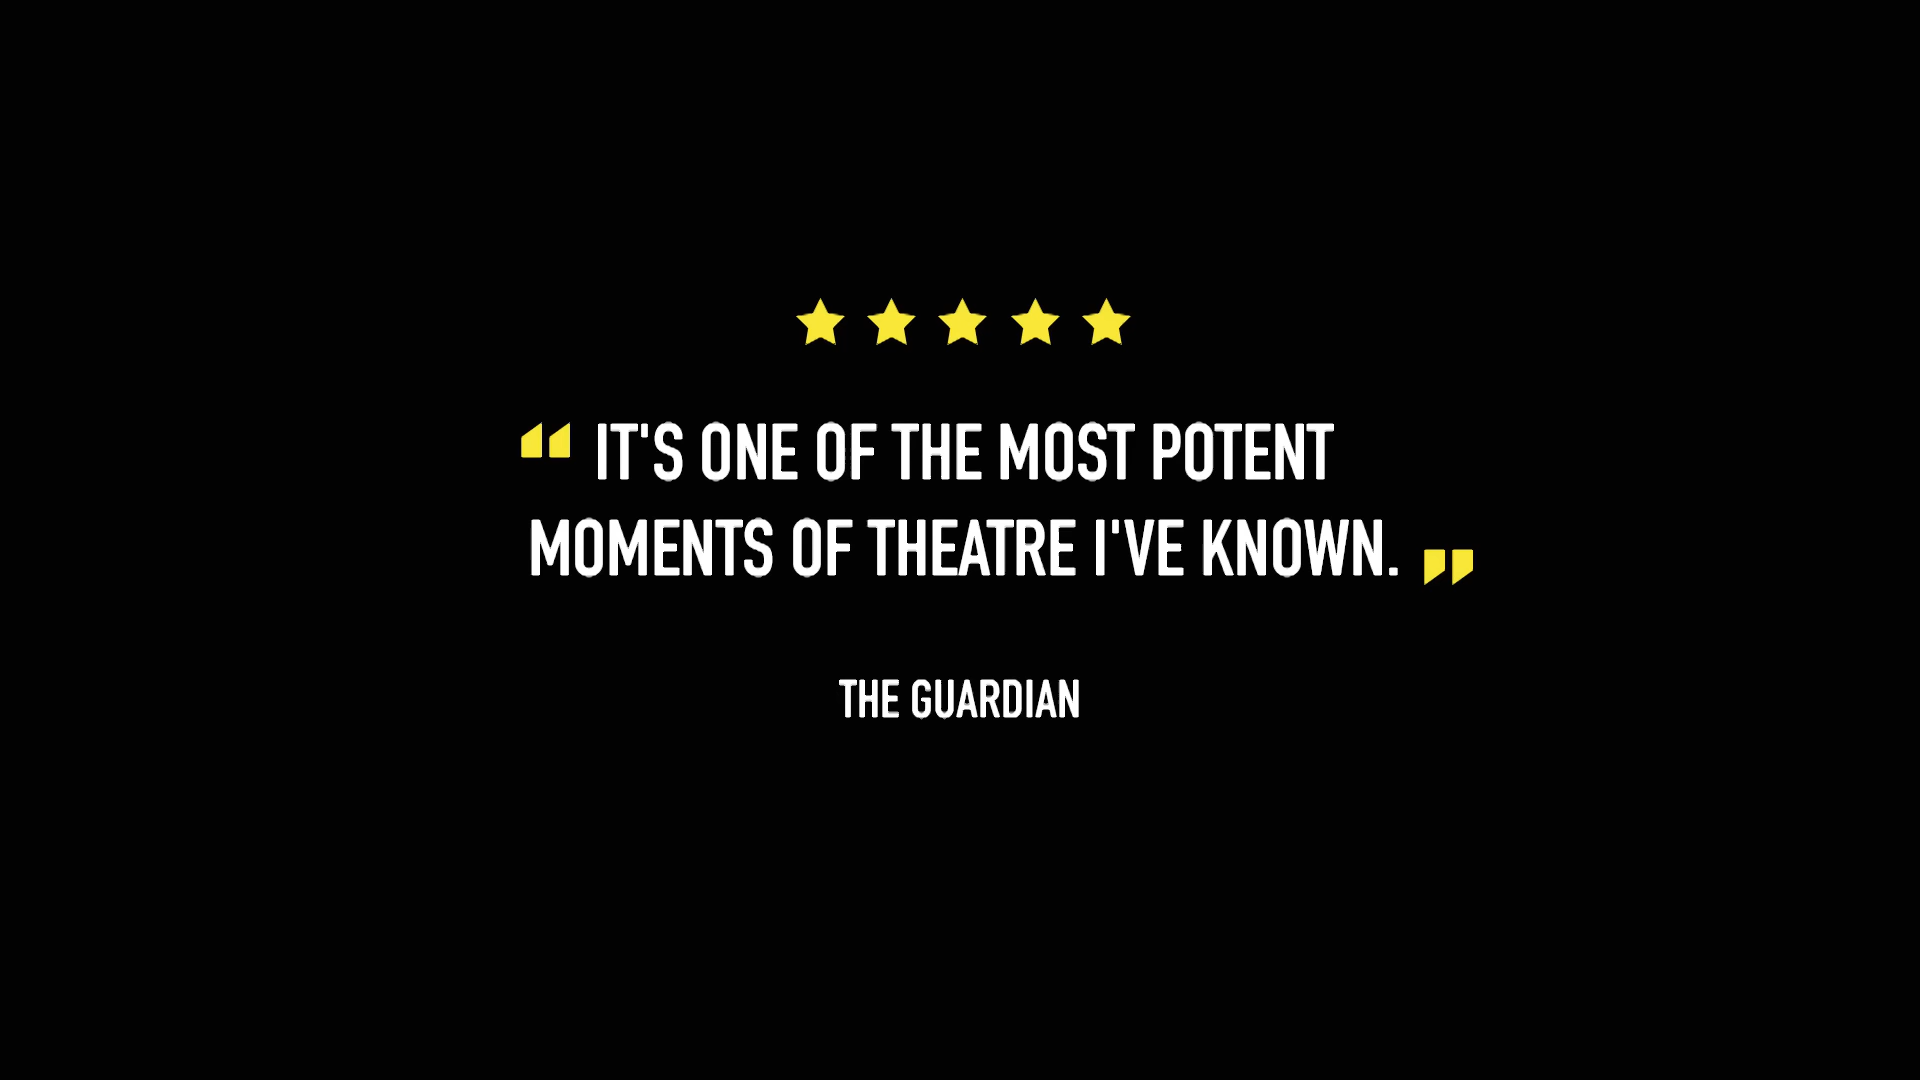 “ IT'S ONE OF THE MOST POTENT
MOMENTS OF THEATRE I'VE KNOWN. ”
THE GUARDIAN